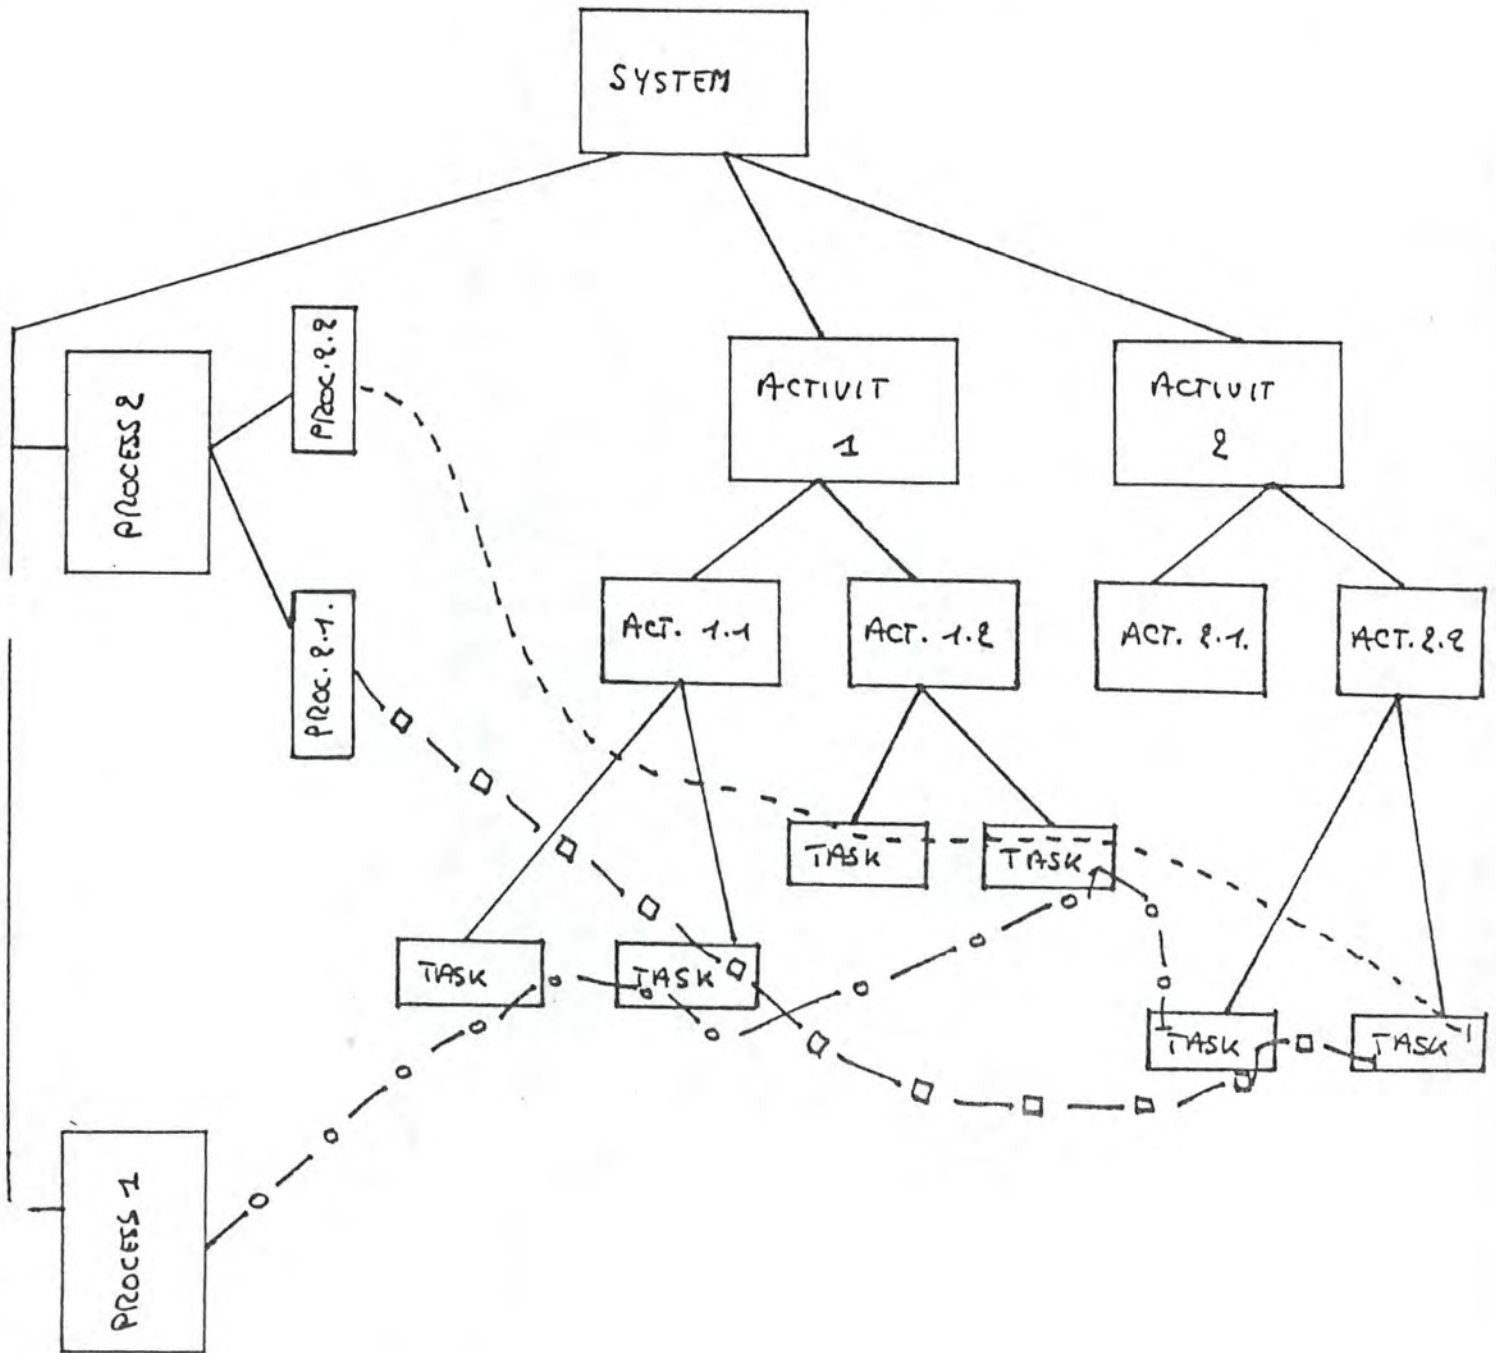 SYSTEM
PROCESS 2
PROC. 2.2
PROC. 2.1.
ACTIVIT
1
ACTIVIT
2
ACT. 1.1
ACT. 1.2
ACT. 2.1.
ACT. 2.2
TASK
TASK
TASK
TASK
TASK
TASK
PROCESS 1